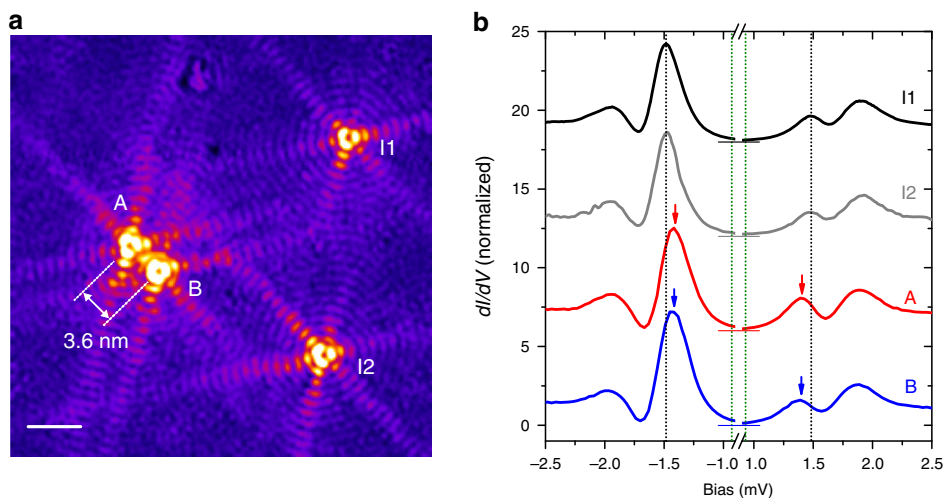 a
A
B
I1
I2
3.6 nm
b
dI/dV (normalized)
25
20
15
10
5
0
I1
I2
A
B
−2.5
−2.0
−1.5
−1.0
1.0
1.5
2.0
2.5
Bias (mV)